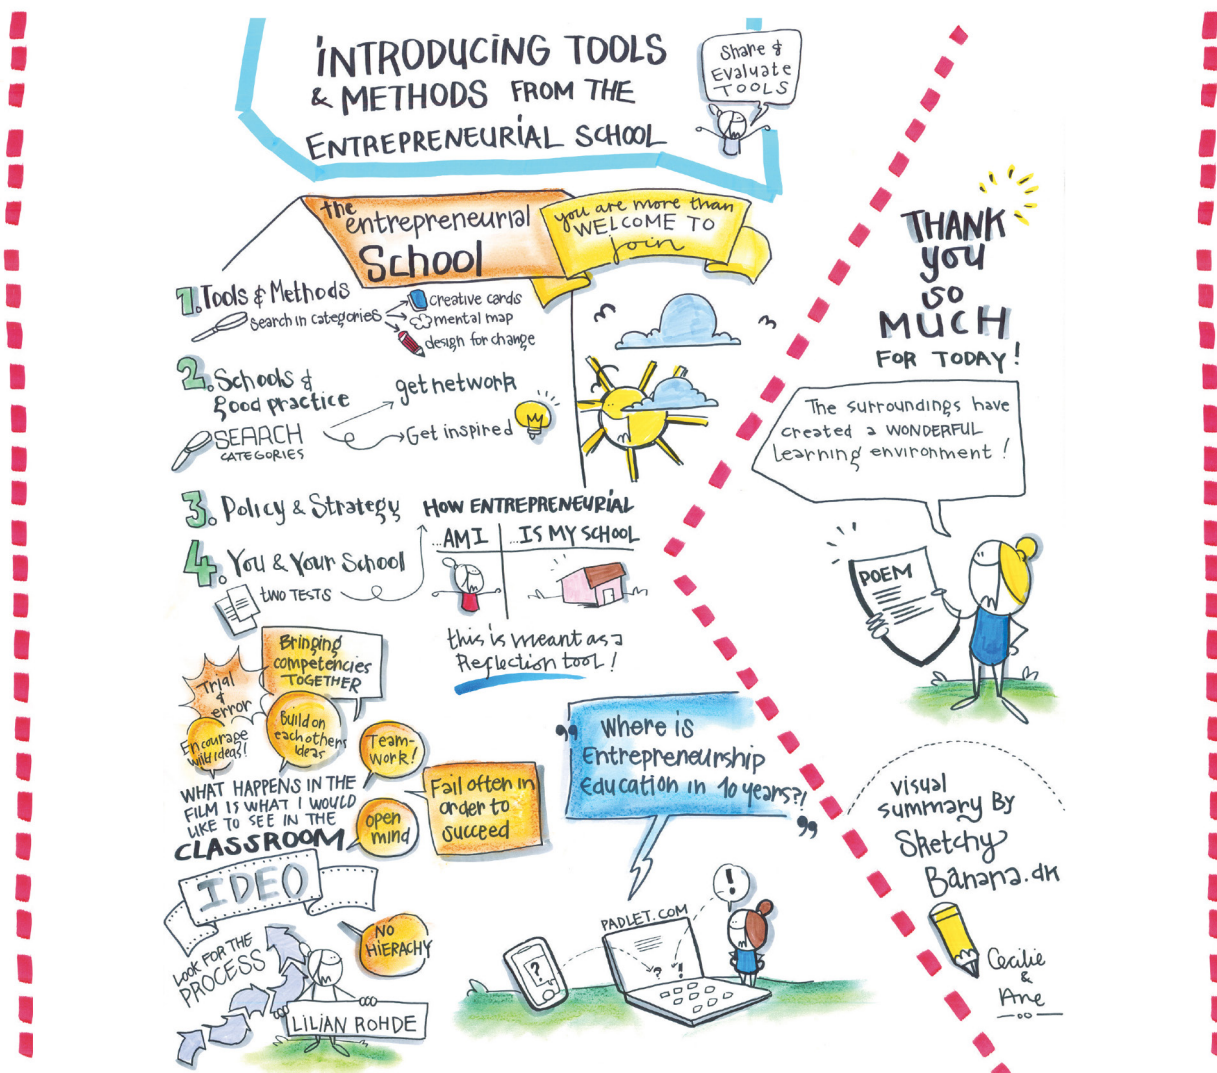 iNTRODUCiNG TOOLS
& METHODS FROM THE
ENTREPRENEURiAL SCHOOL
Share &
Evaluate
TOOLS
the
entrepreneurial
School
you are more than
WELCOME TO
join
1. Tools & Methods
Search in categories
creative cards
mental map
design for change
2. Schools &
good practice
SEARCH
CATEGORIES
get network
Get inspired
3. Policy & Strategy
4. You & Your School
TWO TESTS
HOW ENTREPRENEURiAL
...AM I
...IS MY SCHOOL
this is meant as a
Reflection tool!
Bringing
competencies
TOGETHER
Trial
&
error
Encourage
wild ideas!!
Build on
each others
Ideas
Team-
work!
WHAT HAPPENS IN THE
FILM IS WHAT I WOULD
LIKE TO SEE IN THE
CLASSROOM
open
mind
Fail often in
order to
succeed
IDEO
NO
HiERACHY
LOOK FOR THE
PROCESS
LiLiAN ROHDE
"Where is
Entrepreneurship
Education in 10 years?!"
PADLET.COM
?
? !
!
THANK
you
so
MUCH
FOR TODAY!
The surroundings have
created a WONDERFUL
Learning environment!
POEM
visual
summary By
Sketchy
Banana.dk
Cecilie
&
Ane